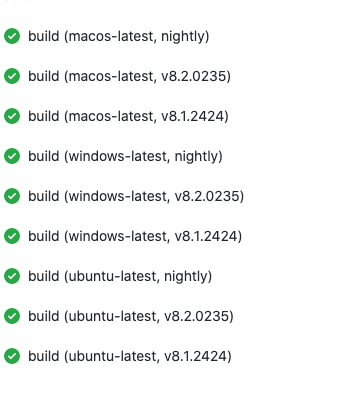 build (macos-latest, nightly)
build (macos-latest, v8.2.0235)
build (macos-latest, v8.1.2424)
build (windows-latest, nightly)
build (windows-latest, v8.2.0235)
build (windows-latest, v8.1.2424)
build (ubuntu-latest, nightly)
build (ubuntu-latest, v8.2.0235)
build (ubuntu-latest, v8.1.2424)